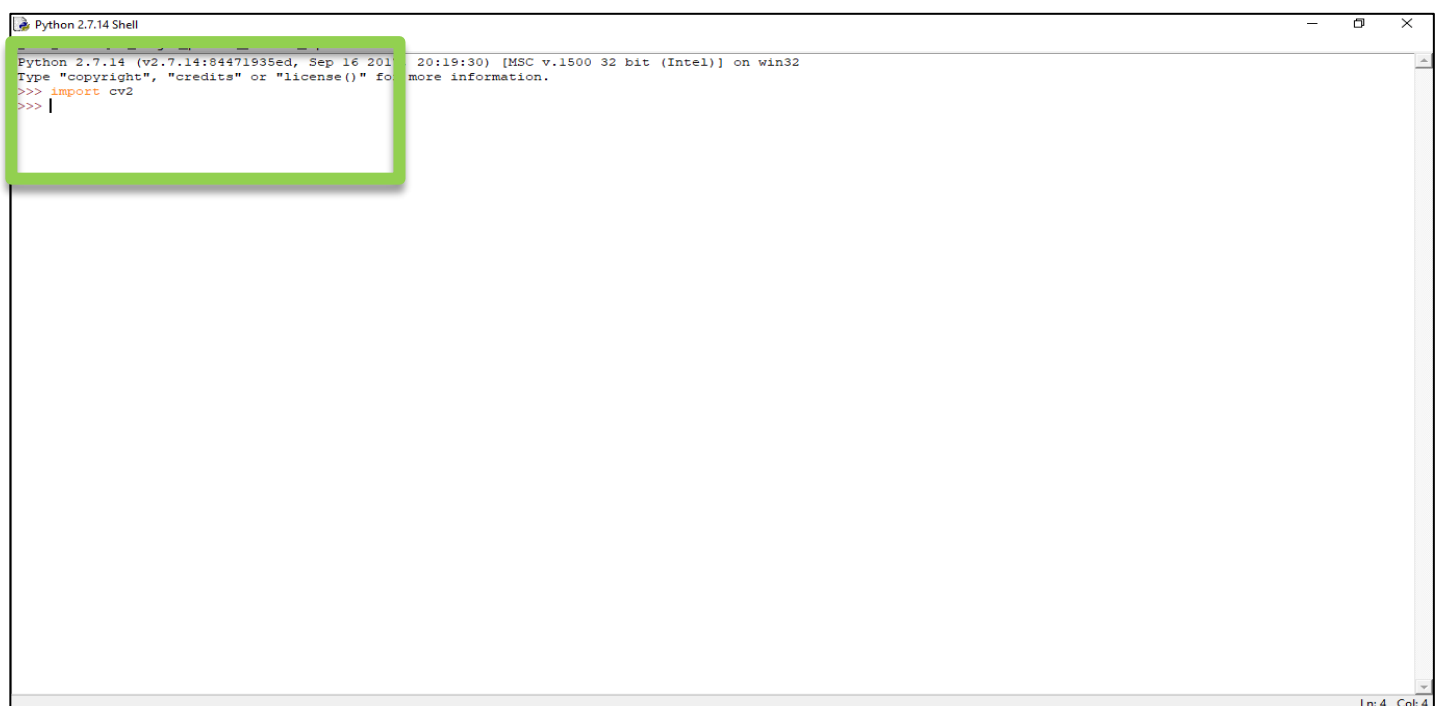 Python 2.7.14 Shell
Python 2.7.14 (v2.7.14:84471935ed, Sep 16 201 20:19:30) [MSC v.1500 32 bit (Intel)] on win32
Type "copyright", "credits" or "license()" for more information.
>>> import cv2
>>>
Ln: 4 Col: 4